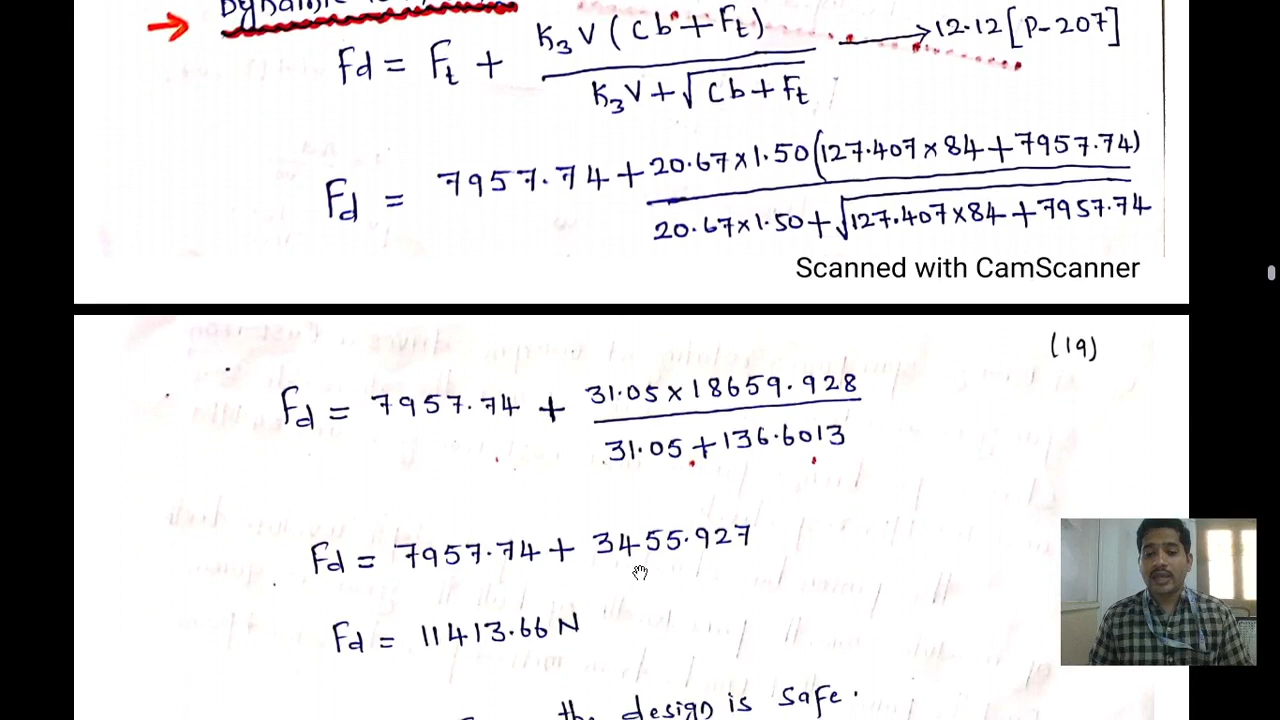 Fd = Ft + K3 V (Cb + Ft) / K3 V + √Cb + Ft → 12.12 [P-207]
Fd = 7957.74 + 20.67 × 1.50 (127.407 × 84 + 7957.74) / 20.67 × 1.50 + √127.407 × 84 + 7957.74
Scanned with CamScanner
(19)
Fd = 7957.74 + 31.05 × 18659.928 / 31.05 + 136.6013
Fd = 7957.74 + 3455.927
Fd = 11413.66 N
the design is safe.